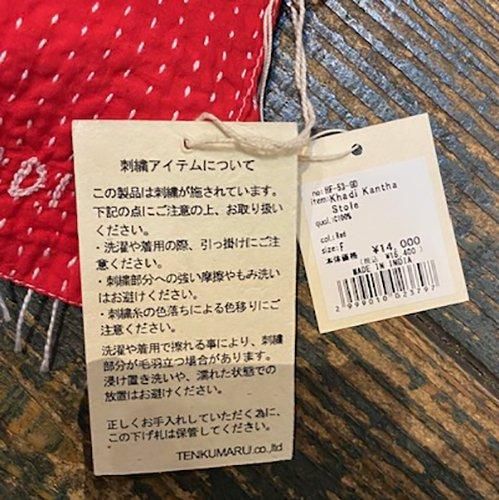 刺繍アイテムについて
この製品は刺繍が施されています。
下記の点にご注意の上、お取り扱い
ください。
・洗濯や着用の際、引っ掛けにご注
意ください。
・刺繍部分への強い摩擦やもみ洗い
はお避けください。
・刺繍糸の色落ちによる色移りにご
注意ください。
洗濯や着用で擦れる事により、刺繍
部分が毛羽立つ場合があります。
浸け置き洗いや、濡れた状態での
放置はお避けください。
正しくお手入れしていただく為に、
この下げ札は保管してください。
TENKUMARU.co.,ltd
no: HF-53-GD
item: Khadi Kantha
Stole
qual.: C100%
col.: Red
size: F
本体価格 ¥14,000
(税込 ¥15,400)
MADE IN INDIA
2999010023797